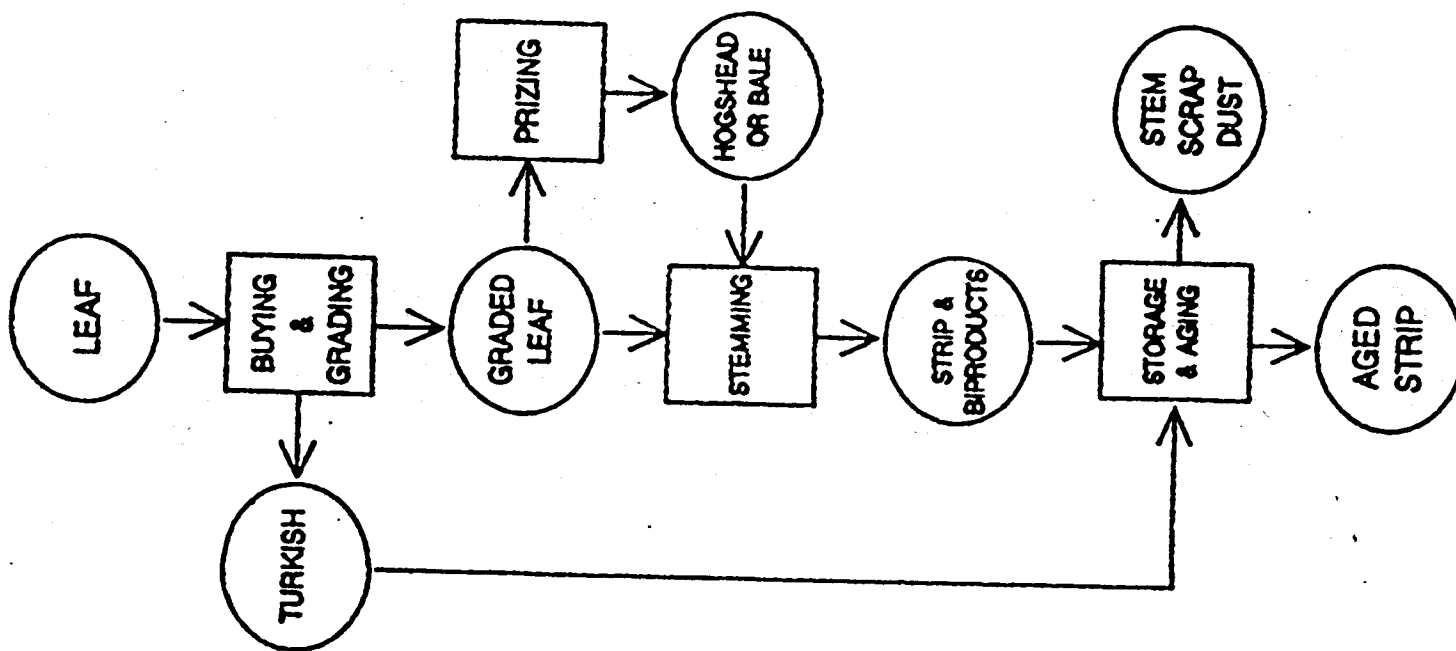 LEAF
BUYING
&
GRADING
TURKISH
GRADED
LEAF
PRIZING
HOGSHEAD
OR BALE
STEMMING
STRIP &
BIPRODUCTS
STORAGE
& AGING
STEM
SCRAP
DUST
AGED
STRIP